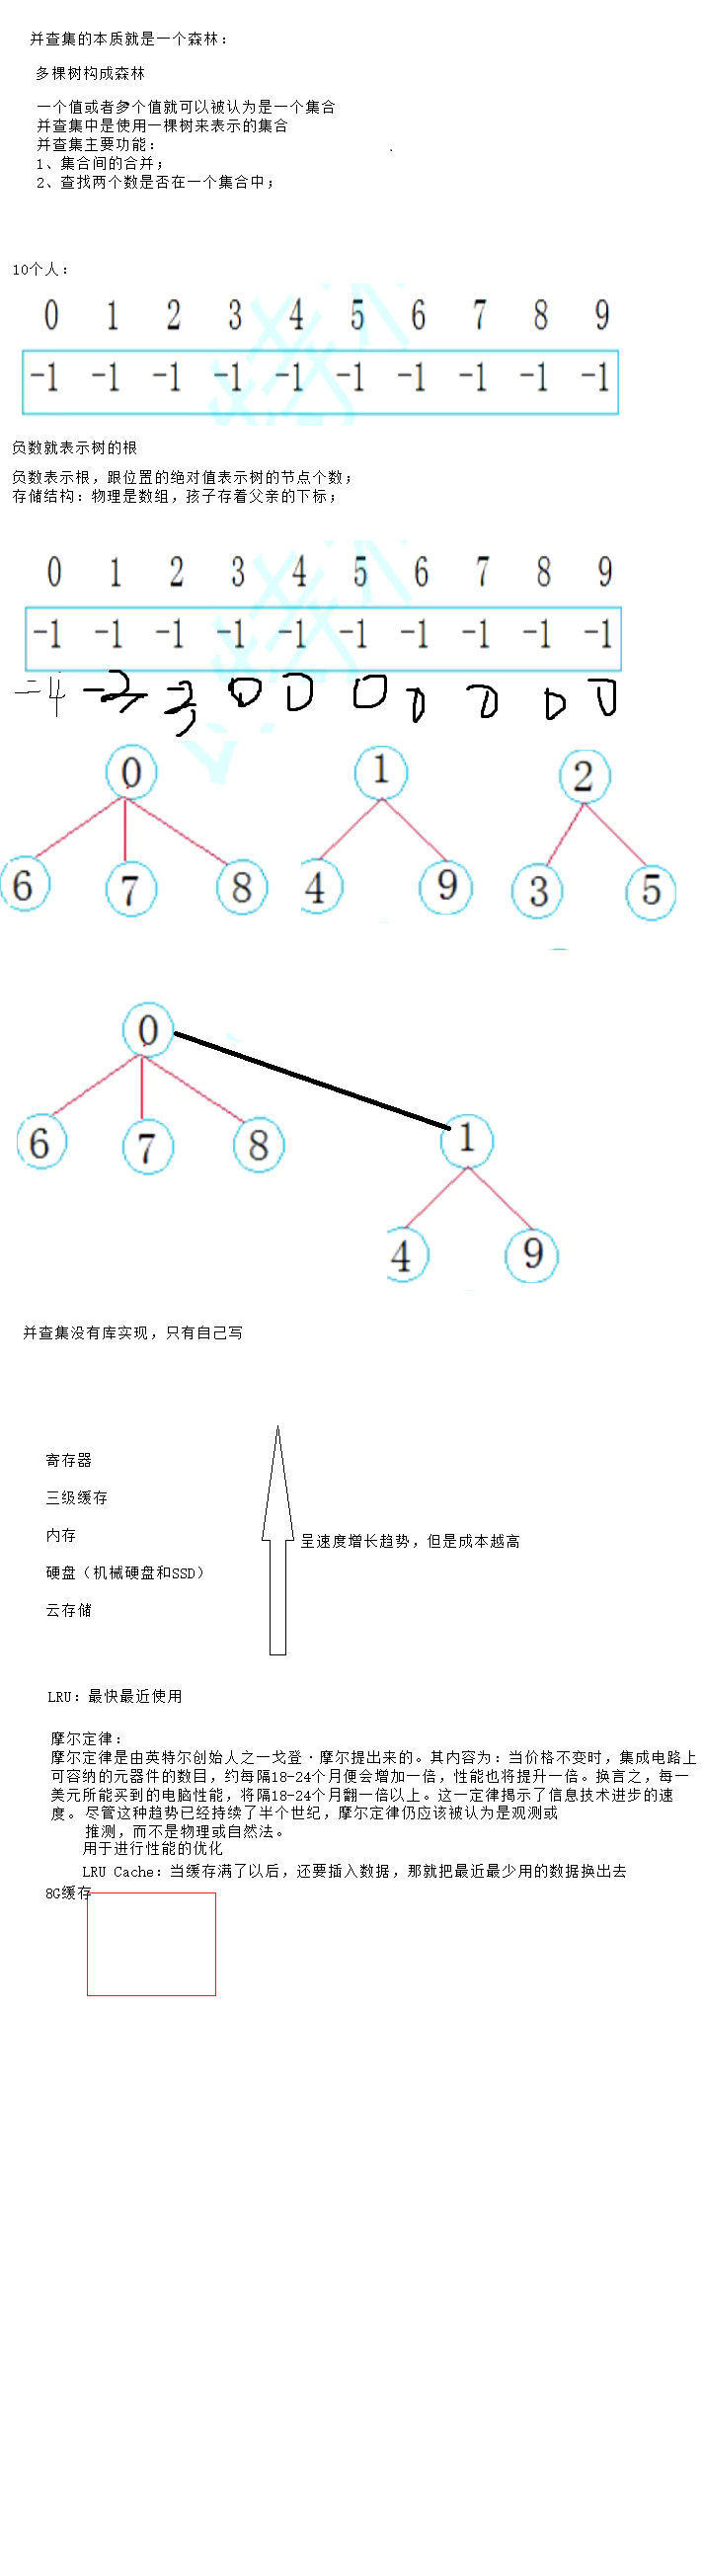 并查集的本质就是一个森林：
多棵树构成森林
一个值或者多个值就可以被认为是一个集合
并查集中是使用一棵树来表示的集合
并查集主要功能：
1、集合间的合并；
2、查找两个数是否在一个集合中；
10个人：
0 1 2 3 4 5 6 7 8 9
-1 -1 -1 -1 -1 -1 -1 -1 -1 -1
负数就表示树的根
负数表示根，跟位置的绝对值表示树的节点个数；
存储结构：物理是数组，孩子存着父亲的下标；
0 1 2 3 4 5 6 7 8 9
-1 -1 -1 -1 -1 -1 -1 -1 -1 -1
-4 0 0 0 0 0 0 0
0 1 2
6 7 8 4 9 3 5
0
6 7 8 1
4 9
并查集没有库实现，只有自己写
寄存器
三级缓存
内存
呈速度增长趋势，但是成本越高
硬盘（机械硬盘和SSD）
云存储
LRU：最快最近使用
摩尔定律：
摩尔定律是由英特尔创始人之一戈登·摩尔提出来的。其内容为：当价格不变时，集成电路上
可容纳的元器件的数目，约每隔18-24个月便会增加一倍，性能也将提升一倍。换言之，每一
美元所能买到的电脑性能，将隔18-24个月翻一倍以上。这一定律揭示了信息技术进步的速
度。 尽管这种趋势已经持续了半个世纪，摩尔定律仍应该被认为是观测或
推测，而不是物理或自然法。
用于进行性能的优化
LRU Cache：当缓存满了以后，还要插入数据，那就把最近最少用的数据换出去
8G缓存